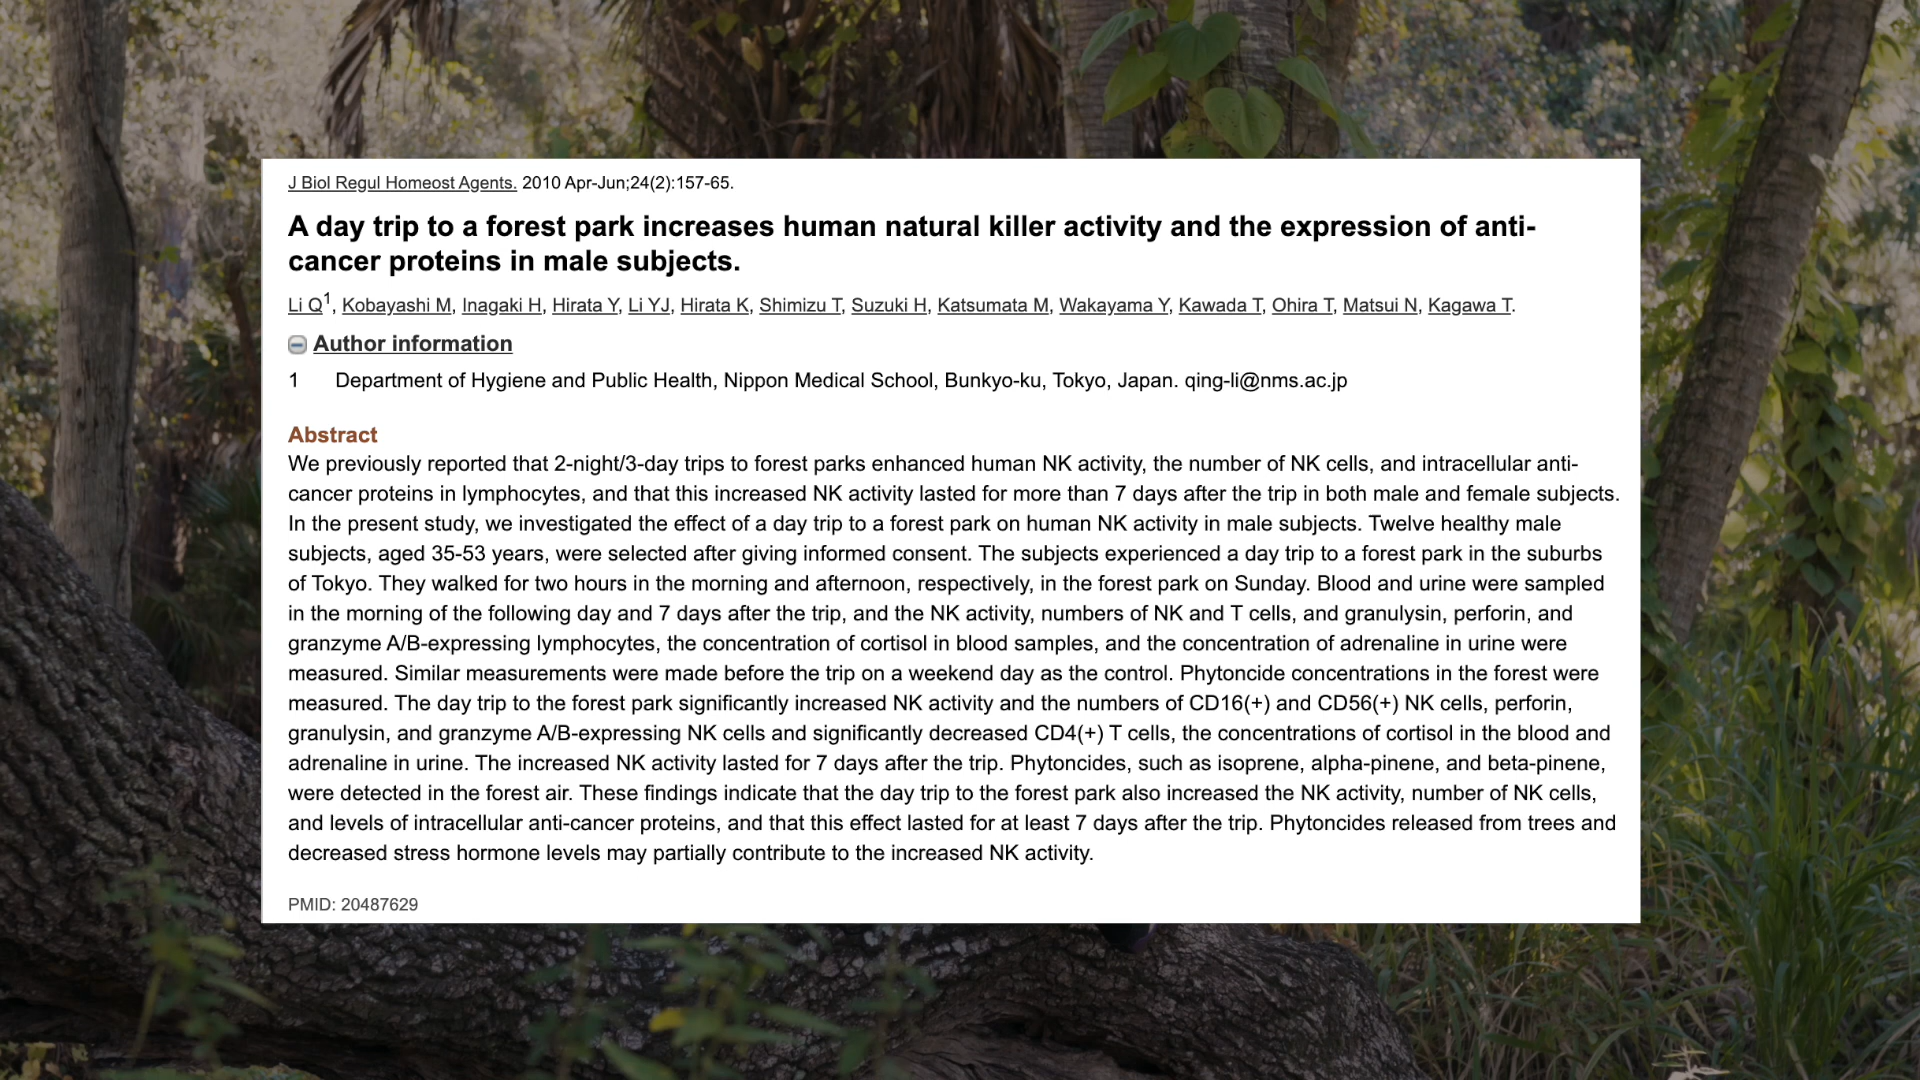 J Biol Regul Homeost Agents. 2010 Apr-Jun;24(2):157-65.
A day trip to a forest park increases human natural killer activity and the expression of anti-
cancer proteins in male subjects.
Li Q1, Kobayashi M, Inagaki H, Hirata Y, Li YJ, Hirata K, Shimizu T, Suzuki H, Katsumata M, Wakayama Y, Kawada T, Ohira T, Matsui N, Kagawa T.
Author information
1 Department of Hygiene and Public Health, Nippon Medical School, Bunkyo-ku, Tokyo, Japan. qing-li@nms.ac.jp
Abstract
We previously reported that 2-night/3-day trips to forest parks enhanced human NK activity, the number of NK cells, and intracellular anti-
cancer proteins in lymphocytes, and that this increased NK activity lasted for more than 7 days after the trip in both male and female subjects.
In the present study, we investigated the effect of a day trip to a forest park on human NK activity in male subjects. Twelve healthy male
subjects, aged 35-53 years, were selected after giving informed consent. The subjects experienced a day trip to a forest park in the suburbs
of Tokyo. They walked for two hours in the morning and afternoon, respectively, in the forest park on Sunday. Blood and urine were sampled
in the morning of the following day and 7 days after the trip, and the NK activity, numbers of NK and T cells, and granulysin, perforin, and
granzyme A/B-expressing lymphocytes, the concentration of cortisol in blood samples, and the concentration of adrenaline in urine were
measured. Similar measurements were made before the trip on a weekend day as the control. Phytoncide concentrations in the forest were
measured. The day trip to the forest park significantly increased NK activity and the numbers of CD16(+) and CD56(+) NK cells, perforin,
granulysin, and granzyme A/B-expressing NK cells and significantly decreased CD4(+) T cells, the concentrations of cortisol in the blood and
adrenaline in urine. The increased NK activity lasted for 7 days after the trip. Phytoncides, such as isoprene, alpha-pinene, and beta-pinene,
were detected in the forest air. These findings indicate that the day trip to the forest park also increased the NK activity, number of NK cells,
and levels of intracellular anti-cancer proteins, and that this effect lasted for at least 7 days after the trip. Phytoncides released from trees and
decreased stress hormone levels may partially contribute to the increased NK activity.
PMID: 20487629